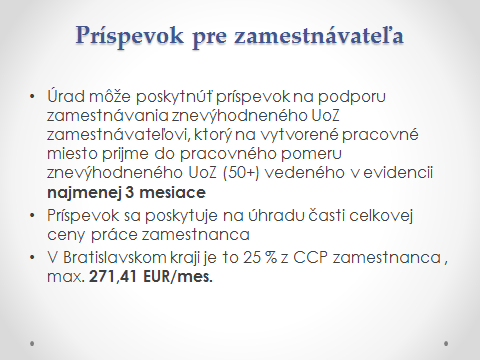 Príspevok pre zamestnávateľa
• Úrad môže poskytnúť príspevok na podporu
zamestnávania znevýhodneného UoZ
zamestnávateľovi, ktorý na vytvorené pracovné
miesto prijme do pracovného pomeru
znevýhodneného UoZ (50+) vedeného v evidencii
najmenej 3 mesiace
• Príspevok sa poskytuje na úhradu časti celkovej
ceny práce zamestnanca
• V Bratislavskom kraji je to 25 % z CCP zamestnanca ,
max. 271,41 EUR/mes.